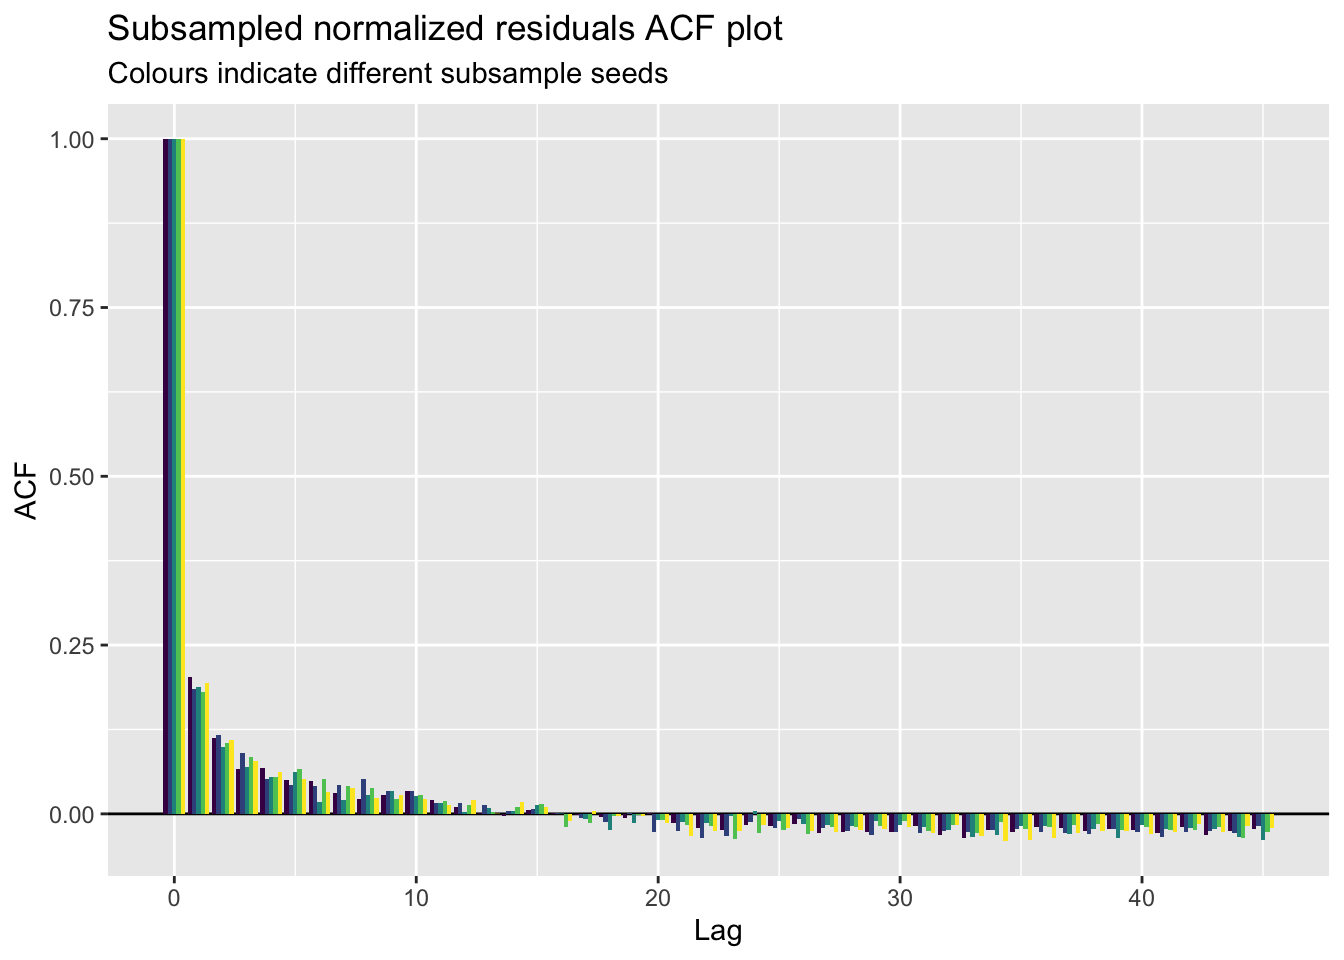 Subsampled normalized residuals ACF plot
Colours indicate different subsample seeds
1.00
0.75
0.50
0.25
0.00
ACF
0 10 20 30 40
Lag